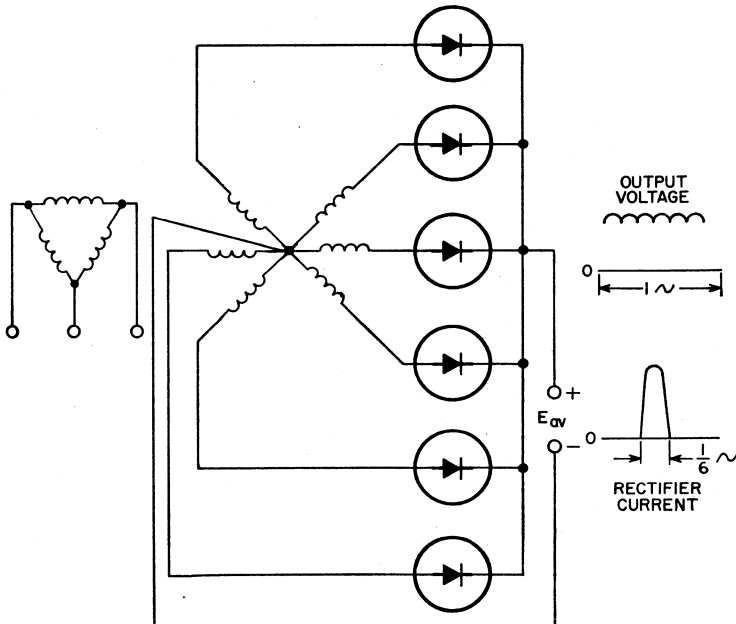 OUTPUT
VOLTAGE
0
1 ~
+
E av
-
0
1/6 ~
RECTIFIER
CURRENT